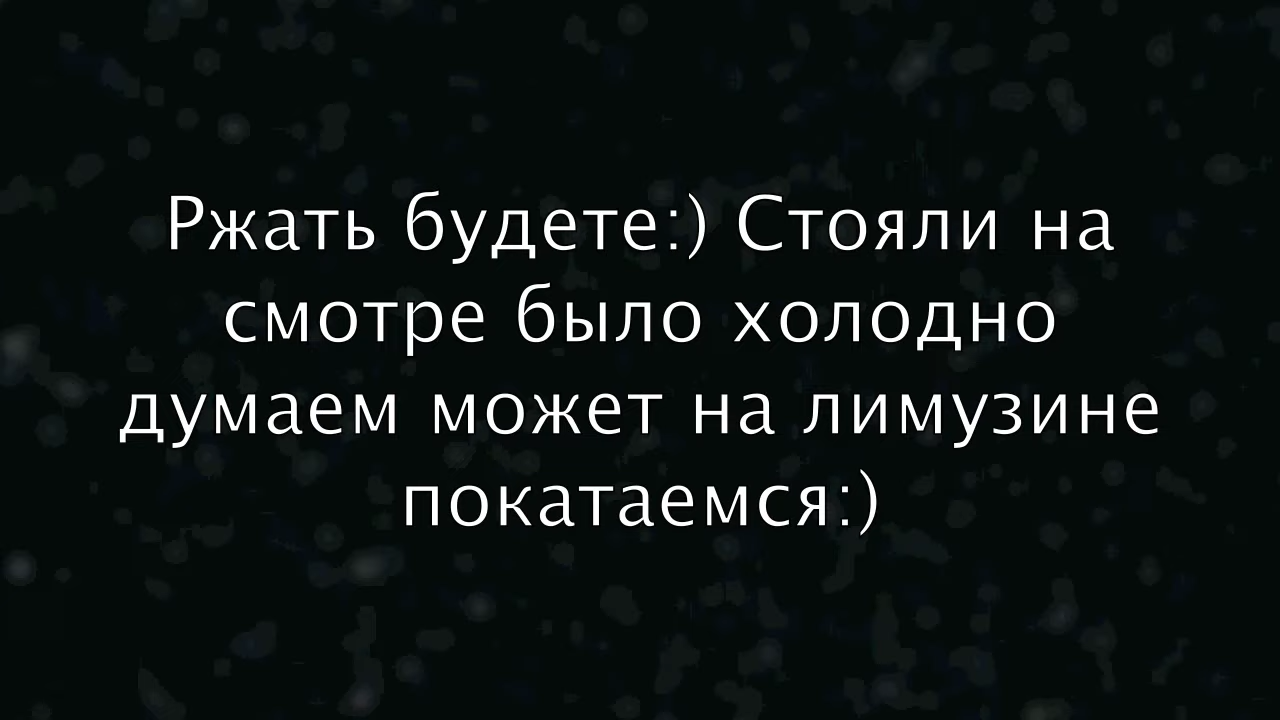 Ржать будете:) Стояли на
смотре было холодно
думаем может на лимузине
покатаемся:)